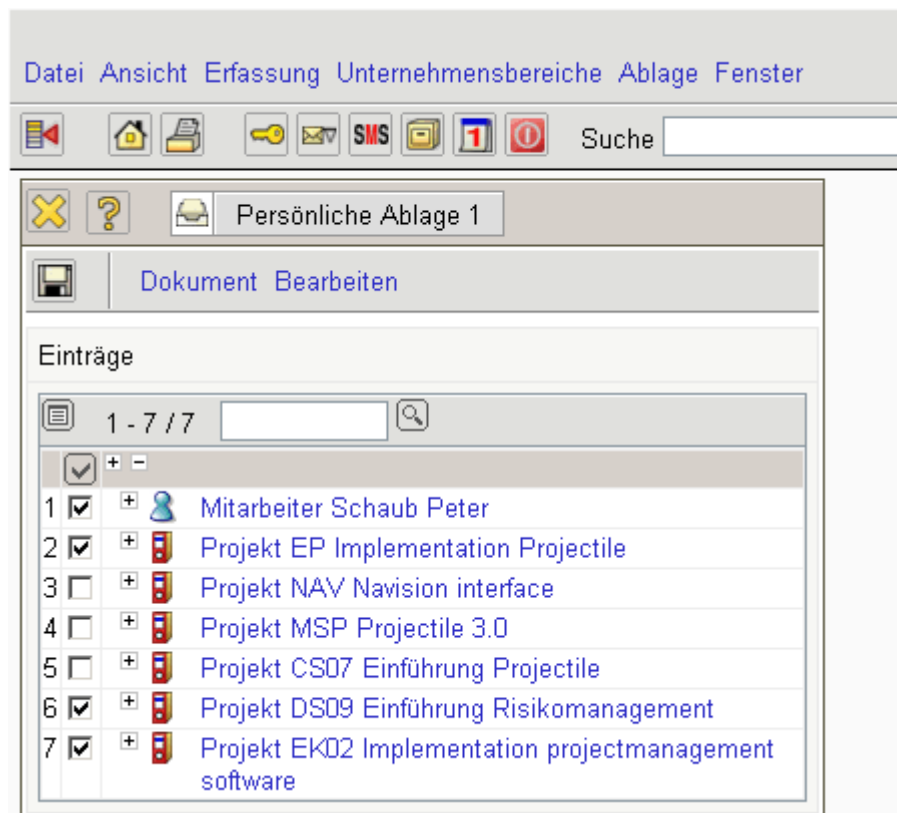 Datei Ansicht Erfassung Unternehmensbereiche Ablage Fenster
SMS 1 Suche
? Persönliche Ablage 1
Dokument Bearbeiten
Einträge
1 - 7 / 7
+ -
1 + Mitarbeiter Schaub Peter
2 + Projekt EP Implementation Projectile
3 + Projekt NAV Navision interface
4 + Projekt MSP Projectile 3.0
5 + Projekt CS07 Einführung Projectile
6 + Projekt DS09 Einführung Risikomanagement
7 + Projekt EK02 Implementation projectmanagement
software